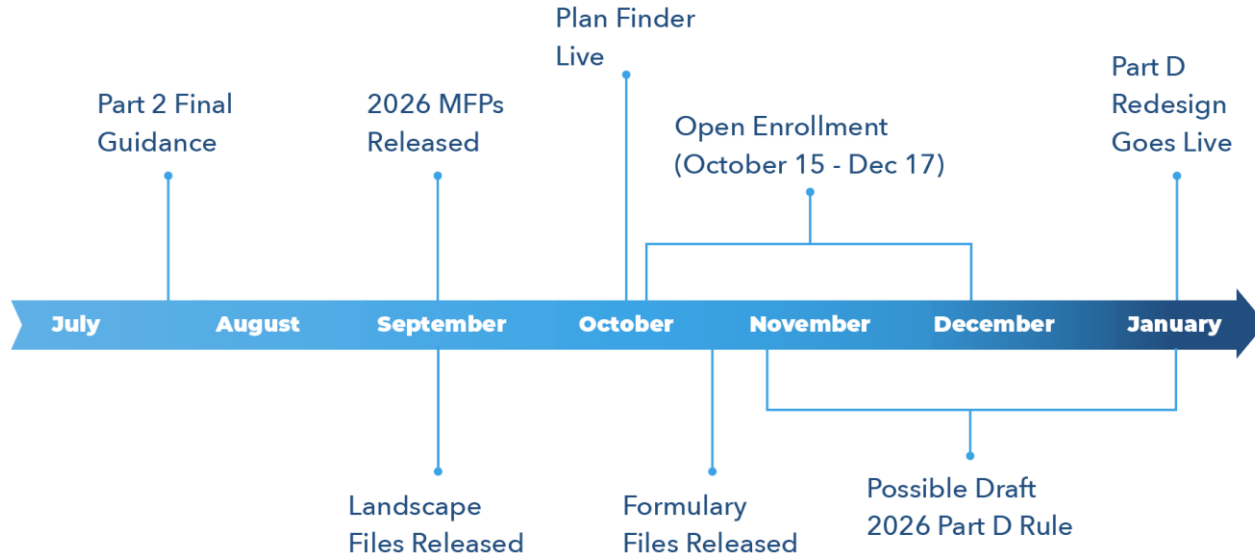 Plan Finder
Live
Part 2 Final
Guidance
2026 MFPs
Released
Open Enrollment
(October 15 - Dec 17)
Part D
Redesign
Goes Live
July
August
September
October
November
December
January
Landscape
Files Released
Formulary
Files Released
Possible Draft
2026 Part D Rule